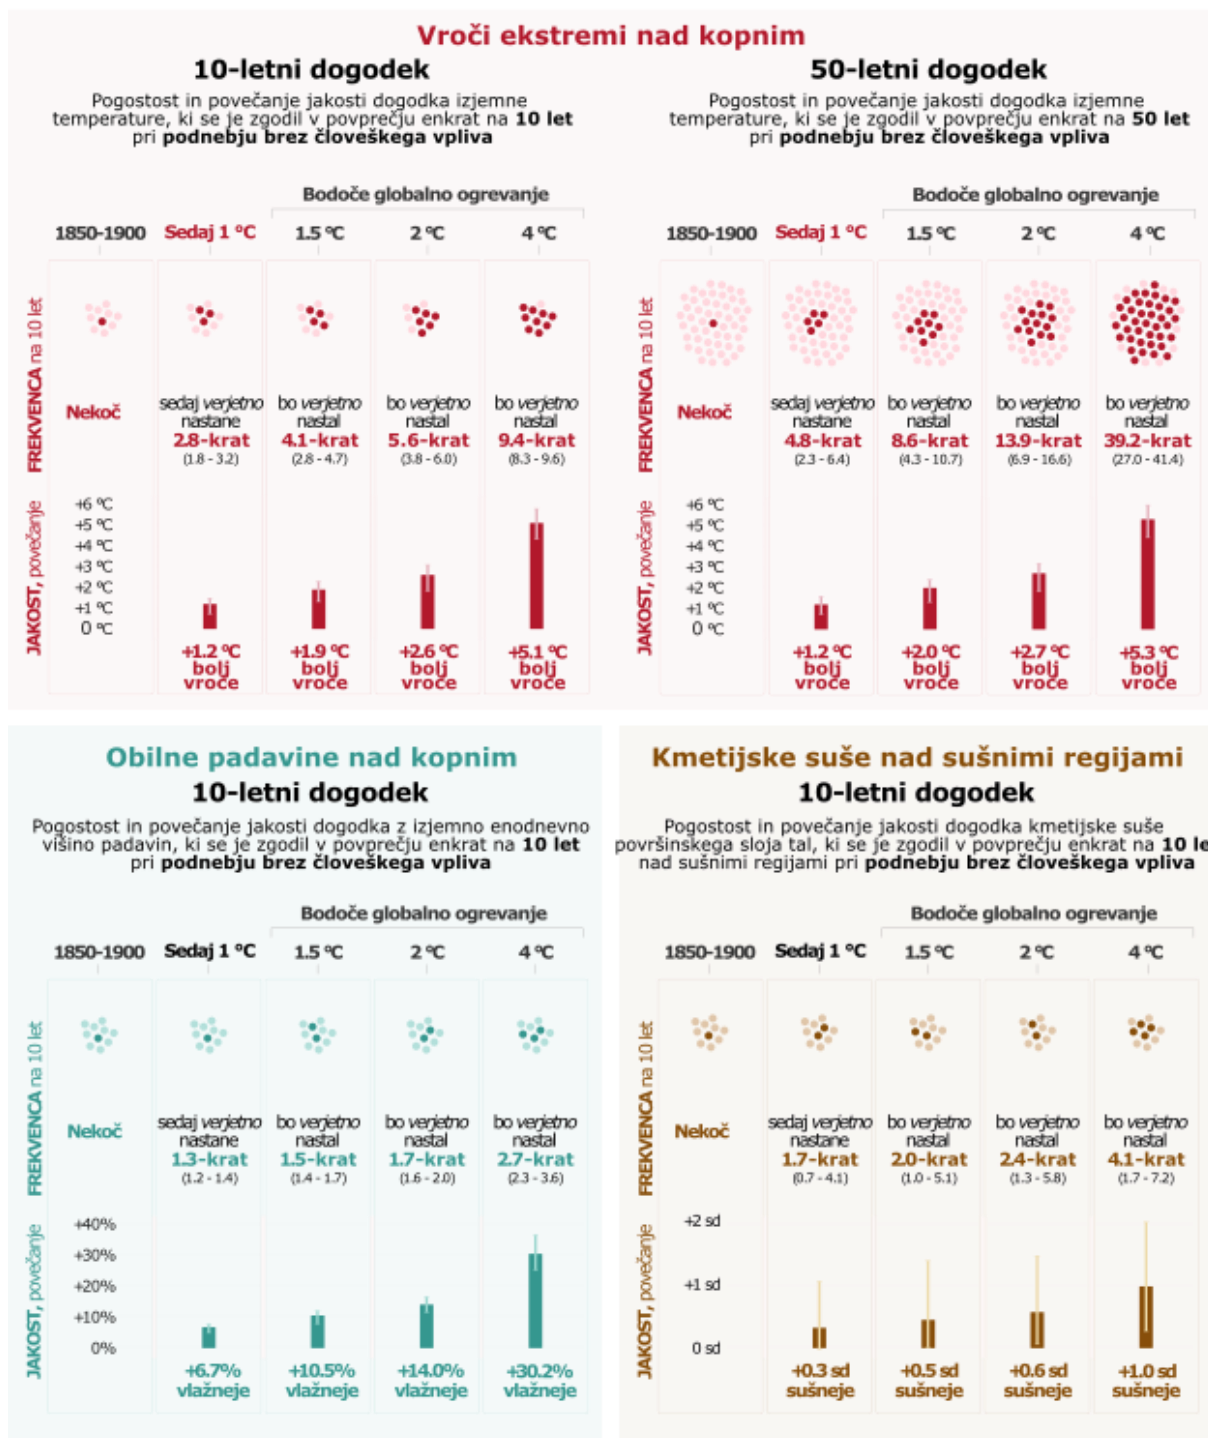 Vroči ekstremi nad kopnim
10-letni dogodek
Pogostost in povečanje jakosti dogodka izjemne
temperature, ki se je zgodil v povprečju enkrat na 10 let
pri podnebju brez človeškega vpliva
Bodoče globalno ogrevanje
1850-1900 Sedaj 1 °C 1.5 °C 2 °C 4 °C
FREKVENCA na 10 let
Nekoč
sedaj verjetno nastane 2.8-krat (1.8 - 3.2)
bo verjetno nastal 4.1-krat (2.8 - 4.7)
bo verjetno nastal 5.6-krat (3.8 - 6.0)
bo verjetno nastal 9.4-krat (8.3 - 9.6)
JAKOST, povečanje
+6 °C
+5 °C
+4 °C
+3 °C
+2 °C
+1 °C
0 °C
+1.2 °C +1.9 °C +2.6 °C +5.1 °C
bolj bolj bolj bolj
vroče vroče vroče vroče
50-letni dogodek
Pogostost in povečanje jakosti dogodka izjemne
temperature, ki se je zgodil v povprečju enkrat na 50 let
pri podnebju brez človeškega vpliva
Bodoče globalno ogrevanje
1850-1900 Sedaj 1 °C 1.5 °C 2 °C 4 °C
FREKVENCA na 10 let
Nekoč
sedaj verjetno nastane 4.8-krat (2.3 - 6.4)
bo verjetno nastal 8.6-krat (4.3 - 10.7)
bo verjetno nastal 13.9-krat (6.9 - 16.6)
bo verjetno nastal 39.2-krat (27.0 - 41.4)
JAKOST, povečanje
+6 °C
+5 °C
+4 °C
+3 °C
+2 °C
+1 °C
0 °C
+1.2 °C +2.0 °C +2.7 °C +5.3 °C
bolj bolj bolj bolj
vroče vroče vroče vroče
Obilne padavine nad kopnim
10-letni dogodek
Pogostost in povečanje jakosti dogodka z izjemno enodnevno
višino padavin, ki se je zgodil v povprečju enkrat na 10 let
pri podnebju brez človeškega vpliva
Bodoče globalno ogrevanje
1850-1900 Sedaj 1 °C 1.5 °C 2 °C 4 °C
FREKVENCA na 10 let
Nekoč
sedaj verjetno nastane 1.3-krat (1.2 - 1.4)
bo verjetno nastal 1.5-krat (1.4 - 1.7)
bo verjetno nastal 1.7-krat (1.6 - 2.0)
bo verjetno nastal 2.7-krat (2.3 - 3.6)
JAKOST, povečanje
+40%
+30%
+20%
+10%
0%
+6.7% +10.5% +14.0% +30.2%
vlažneje vlažneje vlažneje vlažneje
Kmetijske suše nad sušnimi regijami
10-letni dogodek
Pogostost in povečanje jakosti dogodka kmetijske suše
površinskega sloja tal, ki se je zgodil v povprečju enkrat na 10 le
nad sušnimi regijami pri podnebju brez človeškega vpliva
Bodoče globalno ogrevanje
1850-1900 Sedaj 1 °C 1.5 °C 2 °C 4 °C
FREKVENCA na 10 let
Nekoč
sedaj verjetno nastane 1.7-krat (0.7 - 4.1)
bo verjetno nastal 2.0-krat (1.0 - 5.1)
bo verjetno nastal 2.4-krat (1.3 - 5.8)
bo verjetno nastal 4.1-krat (1.7 - 7.2)
JAKOST, povečanje
+2 sd
+1 sd
0 sd
+0.3 sd +0.5 sd +0.6 sd +1.0 sd
sušneje sušneje sušneje sušneje